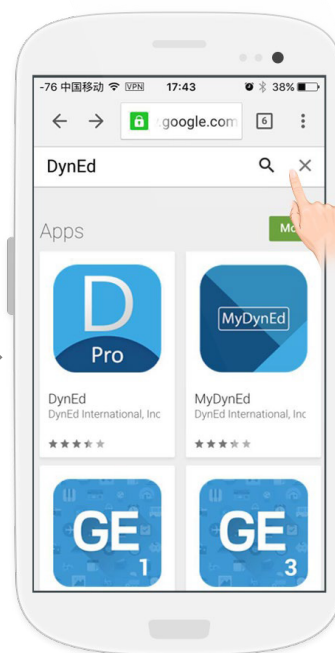 -76 中国移动 VPN 17:43 38%
google.com 6
DynEd
Apps
D
Pro
MyDynEd
DynEd
DynEd International, Inc
MyDynEd
DynEd International, Inc
GE
1
GE
3